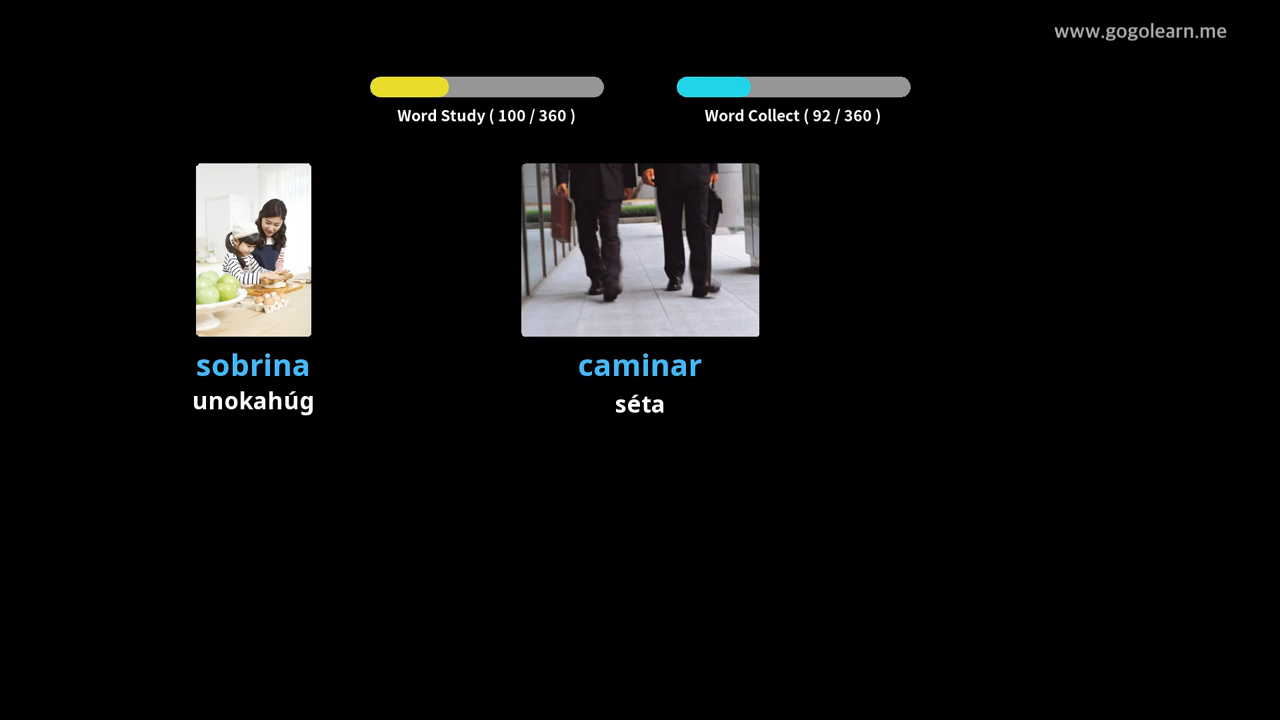 www.gogolearn.me
Word Study ( 100 / 360 )
Word Collect ( 92 / 360 )
sobrina
unokahúg
caminar
séta